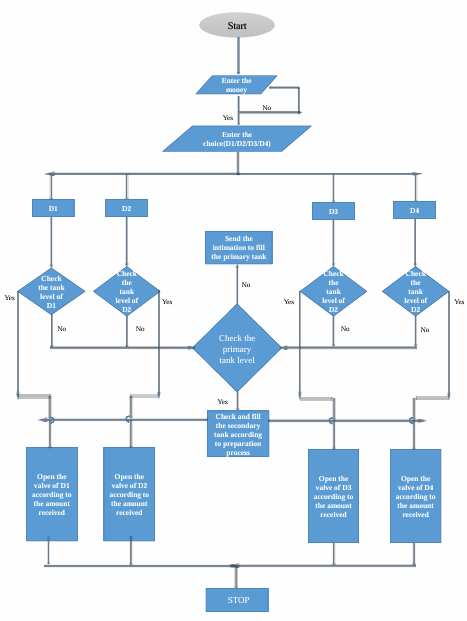 Start
Enter the
money
No
Yes
Enter the
choice(D1/D2/D3/D4)
D1
D2
D3
D4
Send the
intimation to fill
the primary tank
Check
the tank
level of
D1
Check
the
tank
level of
D2
Check
the
tank
level of
D2
Check
the
tank
level of
D2
Yes
Yes
Yes
Yes
No
No
No
No
No
Check the
primary
tank level
Yes
Check and fill
the secondary
tank according
to preparation
process
Open the
valve of D1
according to
the amount
received
Open the
valve of D2
according to
the amount
received
Open the
valve of D3
according to
the amount
received
Open the
valve of D4
according to
the amount
received
STOP